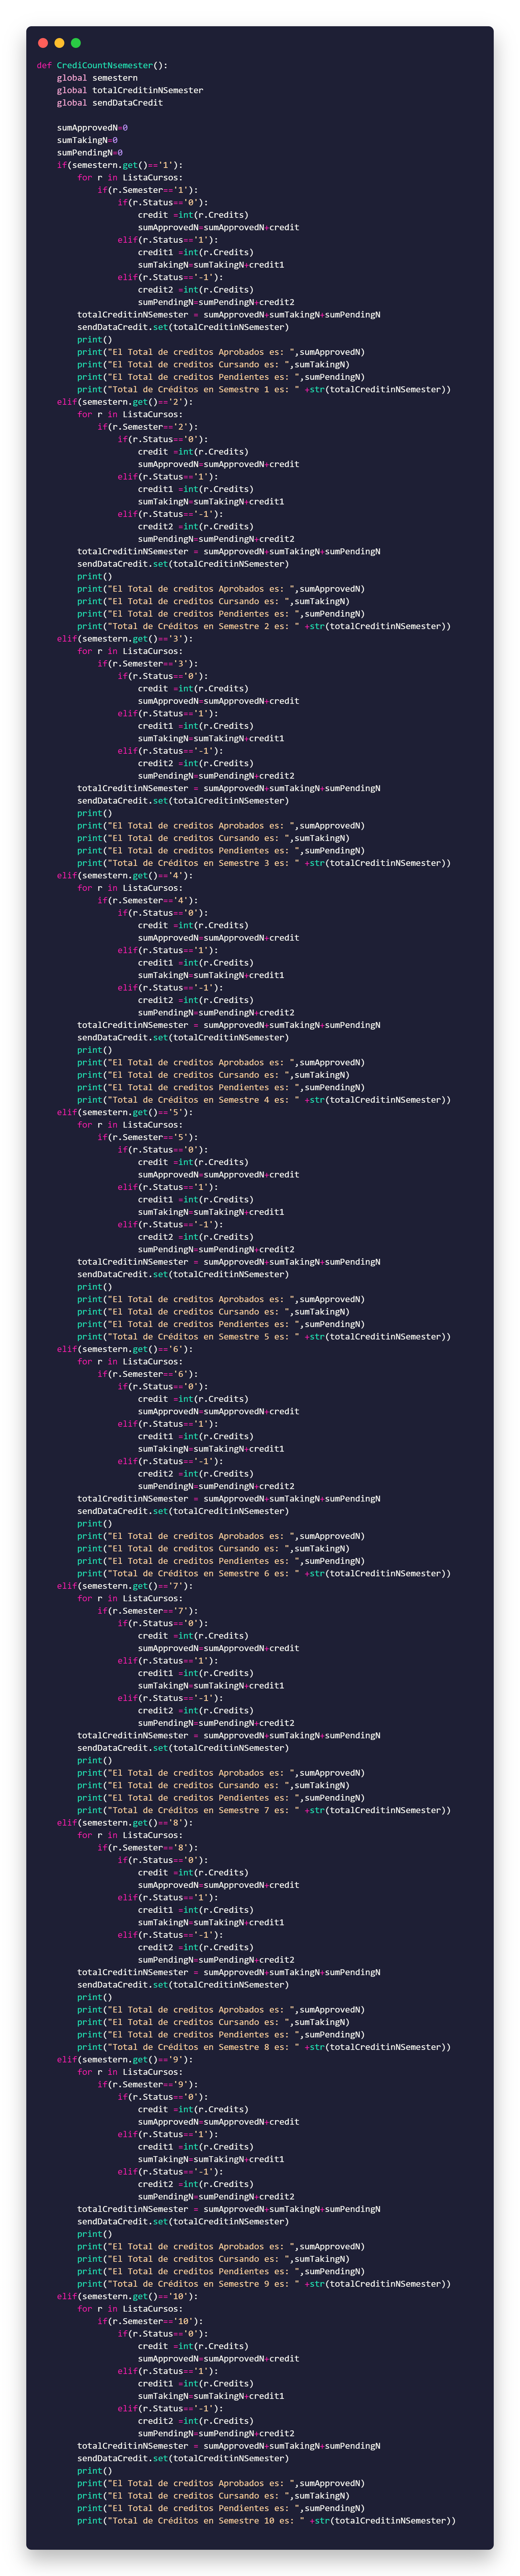 def CrediCountNsemester():
    global semestern
    global totalCreditinNSemester
    global sendDataCredit

    sumApprovedN=0
    sumTakingN=0
    sumPendingN=0
    if(semestern.get()=='1'):
        for r in ListaCursos:
            if(r.Semester=='1'):
                if(r.Status=='0'):
                    credit =int(r.Credits)
                    sumApprovedN=sumApprovedN+credit
                elif(r.Status=='1'):
                    credit1 =int(r.Credits)
                    sumTakingN=sumTakingN+credit1
                elif(r.Status=='-1'):
                    credit2 =int(r.Credits)
                    sumPendingN=sumPendingN+credit2
        totalCreditinNSemester = sumApprovedN+sumTakingN+sumPendingN
        sendDataCredit.set(totalCreditinNSemester)
        print()
        print("El Total de creditos Aprobados es: ",sumApprovedN)
        print("El Total de creditos Cursando es: ",sumTakingN)
        print("El Total de creditos Pendientes es: ",sumPendingN)
        print("Total de Créditos en Semestre 1 es: " +str(totalCreditinNSemester))
    elif(semestern.get()=='2'):
        for r in ListaCursos:
            if(r.Semester=='2'):
                if(r.Status=='0'):
                    credit =int(r.Credits)
                    sumApprovedN=sumApprovedN+credit
                elif(r.Status=='1'):
                    credit1 =int(r.Credits)
                    sumTakingN=sumTakingN+credit1
                elif(r.Status=='-1'):
                    credit2 =int(r.Credits)
                    sumPendingN=sumPendingN+credit2
        totalCreditinNSemester = sumApprovedN+sumTakingN+sumPendingN
        sendDataCredit.set(totalCreditinNSemester)
        print()
        print("El Total de creditos Aprobados es: ",sumApprovedN)
        print("El Total de creditos Cursando es: ",sumTakingN)
        print("El Total de creditos Pendientes es: ",sumPendingN)
        print("Total de Créditos en Semestre 2 es: " +str(totalCreditinNSemester))
    elif(semestern.get()=='3'):
        for r in ListaCursos:
            if(r.Semester=='3'):
                if(r.Status=='0'):
                    credit =int(r.Credits)
                    sumApprovedN=sumApprovedN+credit
                elif(r.Status=='1'):
                    credit1 =int(r.Credits)
                    sumTakingN=sumTakingN+credit1
                elif(r.Status=='-1'):
                    credit2 =int(r.Credits)
                    sumPendingN=sumPendingN+credit2
        totalCreditinNSemester = sumApprovedN+sumTakingN+sumPendingN
        sendDataCredit.set(totalCreditinNSemester)
        print()
        print("El Total de creditos Aprobados es: ",sumApprovedN)
        print("El Total de creditos Cursando es: ",sumTakingN)
        print("El Total de creditos Pendientes es: ",sumPendingN)
        print("Total de Créditos en Semestre 3 es: " +str(totalCreditinNSemester))
    elif(semestern.get()=='4'):
        for r in ListaCursos:
            if(r.Semester=='4'):
                if(r.Status=='0'):
                    credit =int(r.Credits)
                    sumApprovedN=sumApprovedN+credit
                elif(r.Status=='1'):
                    credit1 =int(r.Credits)
                    sumTakingN=sumTakingN+credit1
                elif(r.Status=='-1'):
                    credit2 =int(r.Credits)
                    sumPendingN=sumPendingN+credit2
        totalCreditinNSemester = sumApprovedN+sumTakingN+sumPendingN
        sendDataCredit.set(totalCreditinNSemester)
        print()
        print("El Total de creditos Aprobados es: ",sumApprovedN)
        print("El Total de creditos Cursando es: ",sumTakingN)
        print("El Total de creditos Pendientes es: ",sumPendingN)
        print("Total de Créditos en Semestre 4 es: " +str(totalCreditinNSemester))
    elif(semestern.get()=='5'):
        for r in ListaCursos:
            if(r.Semester=='5'):
                if(r.Status=='0'):
                    credit =int(r.Credits)
                    sumApprovedN=sumApprovedN+credit
                elif(r.Status=='1'):
                    credit1 =int(r.Credits)
                    sumTakingN=sumTakingN+credit1
                elif(r.Status=='-1'):
                    credit2 =int(r.Credits)
                    sumPendingN=sumPendingN+credit2
        totalCreditinNSemester = sumApprovedN+sumTakingN+sumPendingN
        sendDataCredit.set(totalCreditinNSemester)
        print()
        print("El Total de creditos Aprobados es: ",sumApprovedN)
        print("El Total de creditos Cursando es: ",sumTakingN)
        print("El Total de creditos Pendientes es: ",sumPendingN)
        print("Total de Créditos en Semestre 5 es: " +str(totalCreditinNSemester))
    elif(semestern.get()=='6'):
        for r in ListaCursos:
            if(r.Semester=='6'):
                if(r.Status=='0'):
                    credit =int(r.Credits)
                    sumApprovedN=sumApprovedN+credit
                elif(r.Status=='1'):
                    credit1 =int(r.Credits)
                    sumTakingN=sumTakingN+credit1
                elif(r.Status=='-1'):
                    credit2 =int(r.Credits)
                    sumPendingN=sumPendingN+credit2
        totalCreditinNSemester = sumApprovedN+sumTakingN+sumPendingN
        sendDataCredit.set(totalCreditinNSemester)
        print()
        print("El Total de creditos Aprobados es: ",sumApprovedN)
        print("El Total de creditos Cursando es: ",sumTakingN)
        print("El Total de creditos Pendientes es: ",sumPendingN)
        print("Total de Créditos en Semestre 6 es: " +str(totalCreditinNSemester))
    elif(semestern.get()=='7'):
        for r in ListaCursos:
            if(r.Semester=='7'):
                if(r.Status=='0'):
                    credit =int(r.Credits)
                    sumApprovedN=sumApprovedN+credit
                elif(r.Status=='1'):
                    credit1 =int(r.Credits)
                    sumTakingN=sumTakingN+credit1
                elif(r.Status=='-1'):
                    credit2 =int(r.Credits)
                    sumPendingN=sumPendingN+credit2
        totalCreditinNSemester = sumApprovedN+sumTakingN+sumPendingN
        sendDataCredit.set(totalCreditinNSemester)
        print()
        print("El Total de creditos Aprobados es: ",sumApprovedN)
        print("El Total de creditos Cursando es: ",sumTakingN)
        print("El Total de creditos Pendientes es: ",sumPendingN)
        print("Total de Créditos en Semestre 7 es: " +str(totalCreditinNSemester))
    elif(semestern.get()=='8'):
        for r in ListaCursos:
            if(r.Semester=='8'):
                if(r.Status=='0'):
                    credit =int(r.Credits)
                    sumApprovedN=sumApprovedN+credit
                elif(r.Status=='1'):
                    credit1 =int(r.Credits)
                    sumTakingN=sumTakingN+credit1
                elif(r.Status=='-1'):
                    credit2 =int(r.Credits)
                    sumPendingN=sumPendingN+credit2
        totalCreditinNSemester = sumApprovedN+sumTakingN+sumPendingN
        sendDataCredit.set(totalCreditinNSemester)
        print()
        print("El Total de creditos Aprobados es: ",sumApprovedN)
        print("El Total de creditos Cursando es: ",sumTakingN)
        print("El Total de creditos Pendientes es: ",sumPendingN)
        print("Total de Créditos en Semestre 8 es: " +str(totalCreditinNSemester))
    elif(semestern.get()=='9'):
        for r in ListaCursos:
            if(r.Semester=='9'):
                if(r.Status=='0'):
                    credit =int(r.Credits)
                    sumApprovedN=sumApprovedN+credit
                elif(r.Status=='1'):
                    credit1 =int(r.Credits)
                    sumTakingN=sumTakingN+credit1
                elif(r.Status=='-1'):
                    credit2 =int(r.Credits)
                    sumPendingN=sumPendingN+credit2
        totalCreditinNSemester = sumApprovedN+sumTakingN+sumPendingN
        sendDataCredit.set(totalCreditinNSemester)
        print()
        print("El Total de creditos Aprobados es: ",sumApprovedN)
        print("El Total de creditos Cursando es: ",sumTakingN)
        print("El Total de creditos Pendientes es: ",sumPendingN)
        print("Total de Créditos en Semestre 9 es: " +str(totalCreditinNSemester))
    elif(semestern.get()=='10'):
        for r in ListaCursos:
            if(r.Semester=='10'):
                if(r.Status=='0'):
                    credit =int(r.Credits)
                    sumApprovedN=sumApprovedN+credit
                elif(r.Status=='1'):
                    credit1 =int(r.Credits)
                    sumTakingN=sumTakingN+credit1
                elif(r.Status=='-1'):
                    credit2 =int(r.Credits)
                    sumPendingN=sumPendingN+credit2
        totalCreditinNSemester = sumApprovedN+sumTakingN+sumPendingN
        sendDataCredit.set(totalCreditinNSemester)
        print()
        print("El Total de creditos Aprobados es: ",sumApprovedN)
        print("El Total de creditos Cursando es: ",sumTakingN)
        print("El Total de creditos Pendientes es: ",sumPendingN)
        print("Total de Créditos en Semestre 10 es: " +str(totalCreditinNSemester))